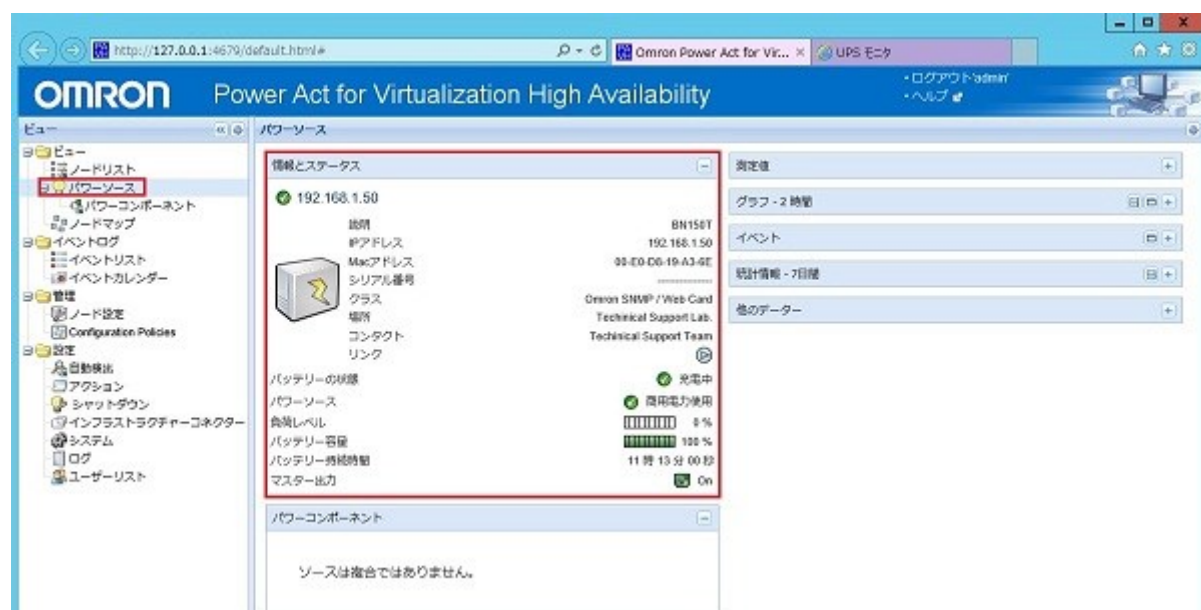 http://127.0.0.1:4679/default.html#
Omron Power Act for Vir...
UPS モニタ
OMRON
Power Act for Virtualization High Availability
・ログアウト'admin'
・ヘルプ
ビュー
パワーソース
ビュー
ノードリスト
パワーソース
パワーコンポーネント
ノードマップ
イベントログ
イベントリスト
イベントカレンダー
管理
ノード設定
Configuration Policies
設定
自動検出
アクション
シャットダウン
インフラストラクチャーコネクター
システム
ログ
ユーザーリスト
情報とステータス
192.168.1.50
説明 BN150T
IPアドレス 192.168.1.50
Macアドレス 00-E0-D8-19-A3-6E
シリアル番号 --------------
クラス Omron SNMP / Web Card
場所 Techinical Support Lab.
コンタクト Techinical Support Team
リンク
バッテリーの状態 充電中
パワーソース 商用電力使用
負荷レベル 0 %
バッテリー容量 100 %
バッテリー持続時間 11 時 13 分 00 秒
マスター出力 On
パワーコンポーネント
ソースは複合ではありません。
測定値
グラフ - 2 時間
イベント
統計情報 - 7日間
他のデーター